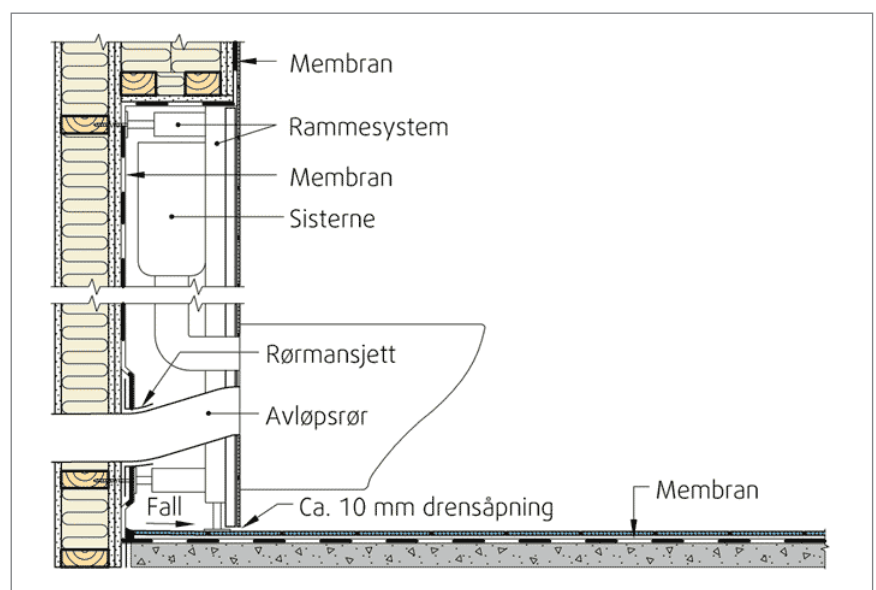 Membran
Rammesystem
Membran
Sisterne
Rørmansjett
Avløpsrør
Membran
Fall
Ca. 10 mm drensåpning